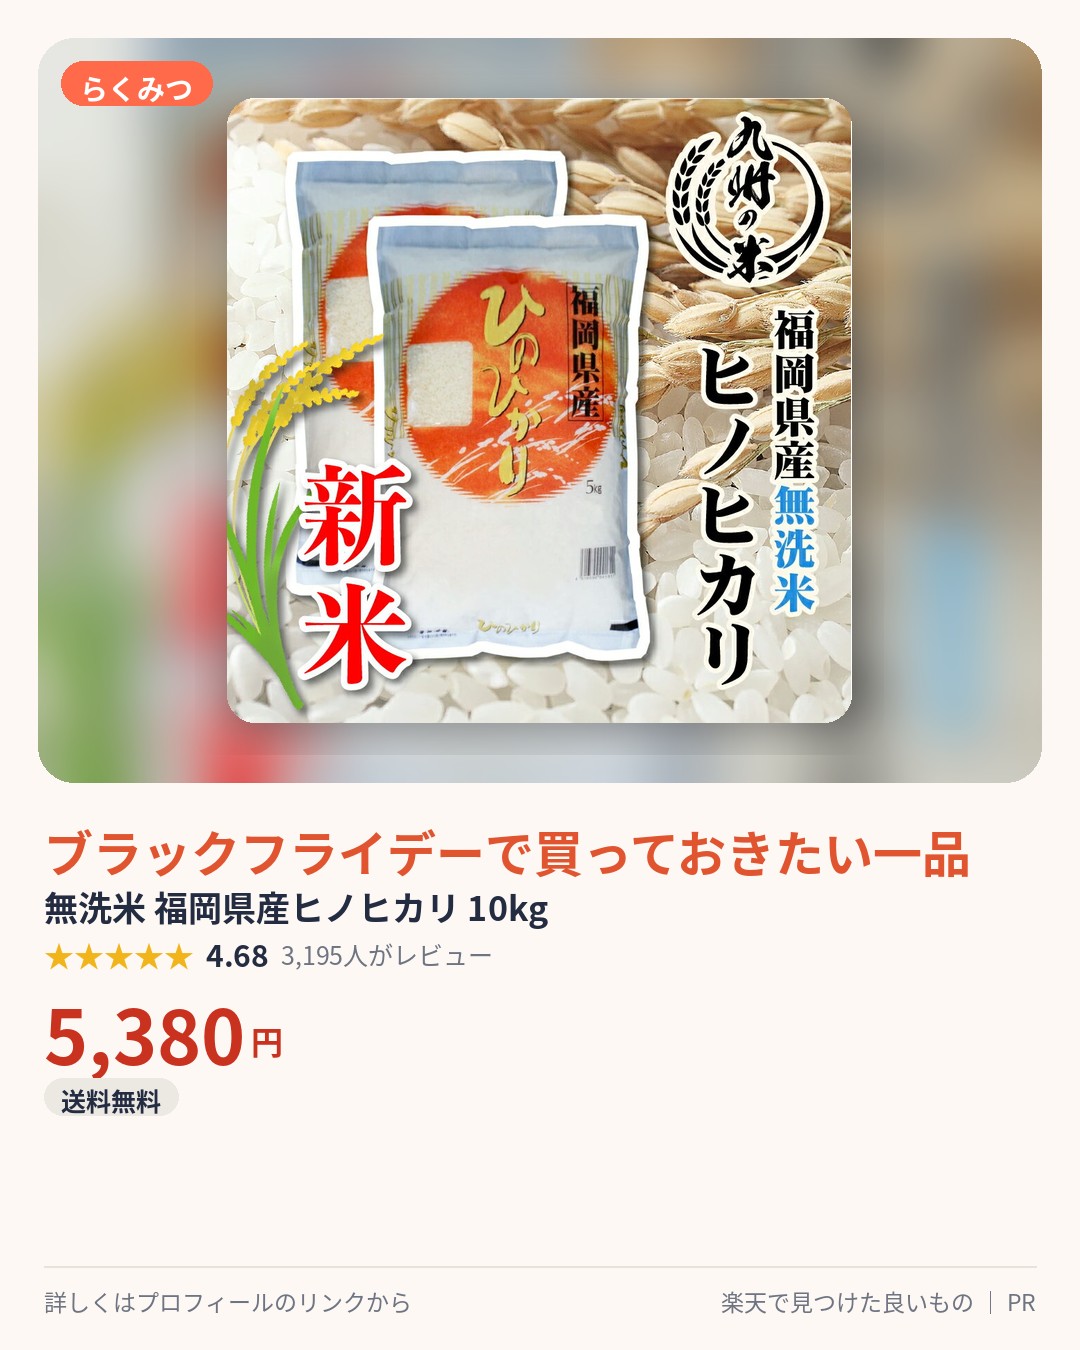 らくみつ
九州の米
福岡県産無洗米
ヒノヒカリ
福岡県産
ひのひかり
5kg
新米
ひのひかり
ブラックフライデーで買っておきたい一品
無洗米 福岡県産ヒノヒカリ 10kg
★★★★★ 4.68 3,195人がレビュー
5,380円
送料無料
詳しくはプロフィールのリンクから
楽天で見つけた良いもの｜PR